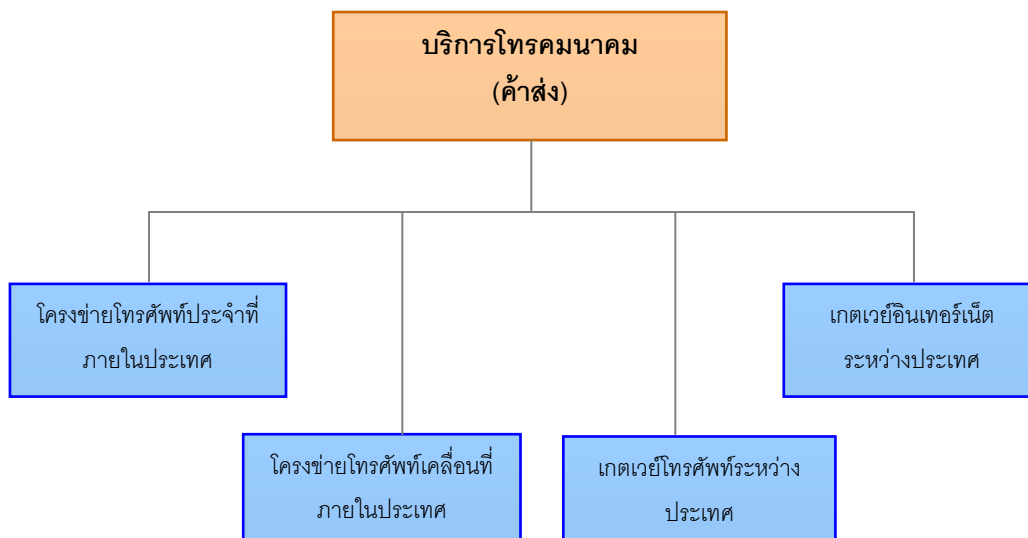 บริการโทรคมนาคม
(ค้าส่ง)
โครงข่ายโทรศัพท์ประจำที่
ภายในประเทศ
เกตเวย์อินเทอร์เน็ต
ระหว่างประเทศ
โครงข่ายโทรศัพท์เคลื่อนที่
ภายในประเทศ
เกตเวย์โทรศัพท์ระหว่าง
ประเทศ